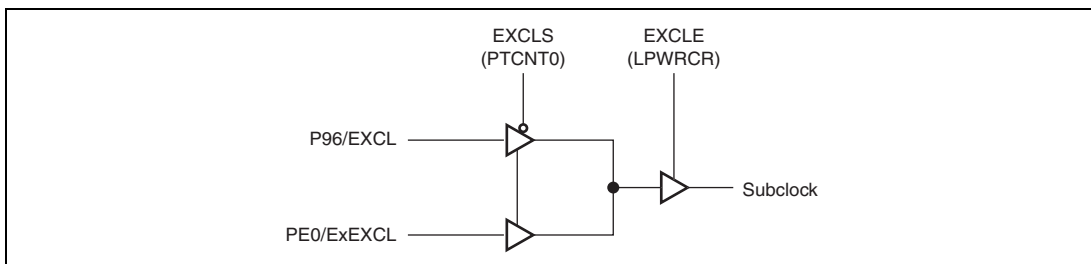 EXCLS
(PTCNT0)
EXCLE
(LPWRCR)
P96/EXCL
Subclock
PE0/ExEXCL